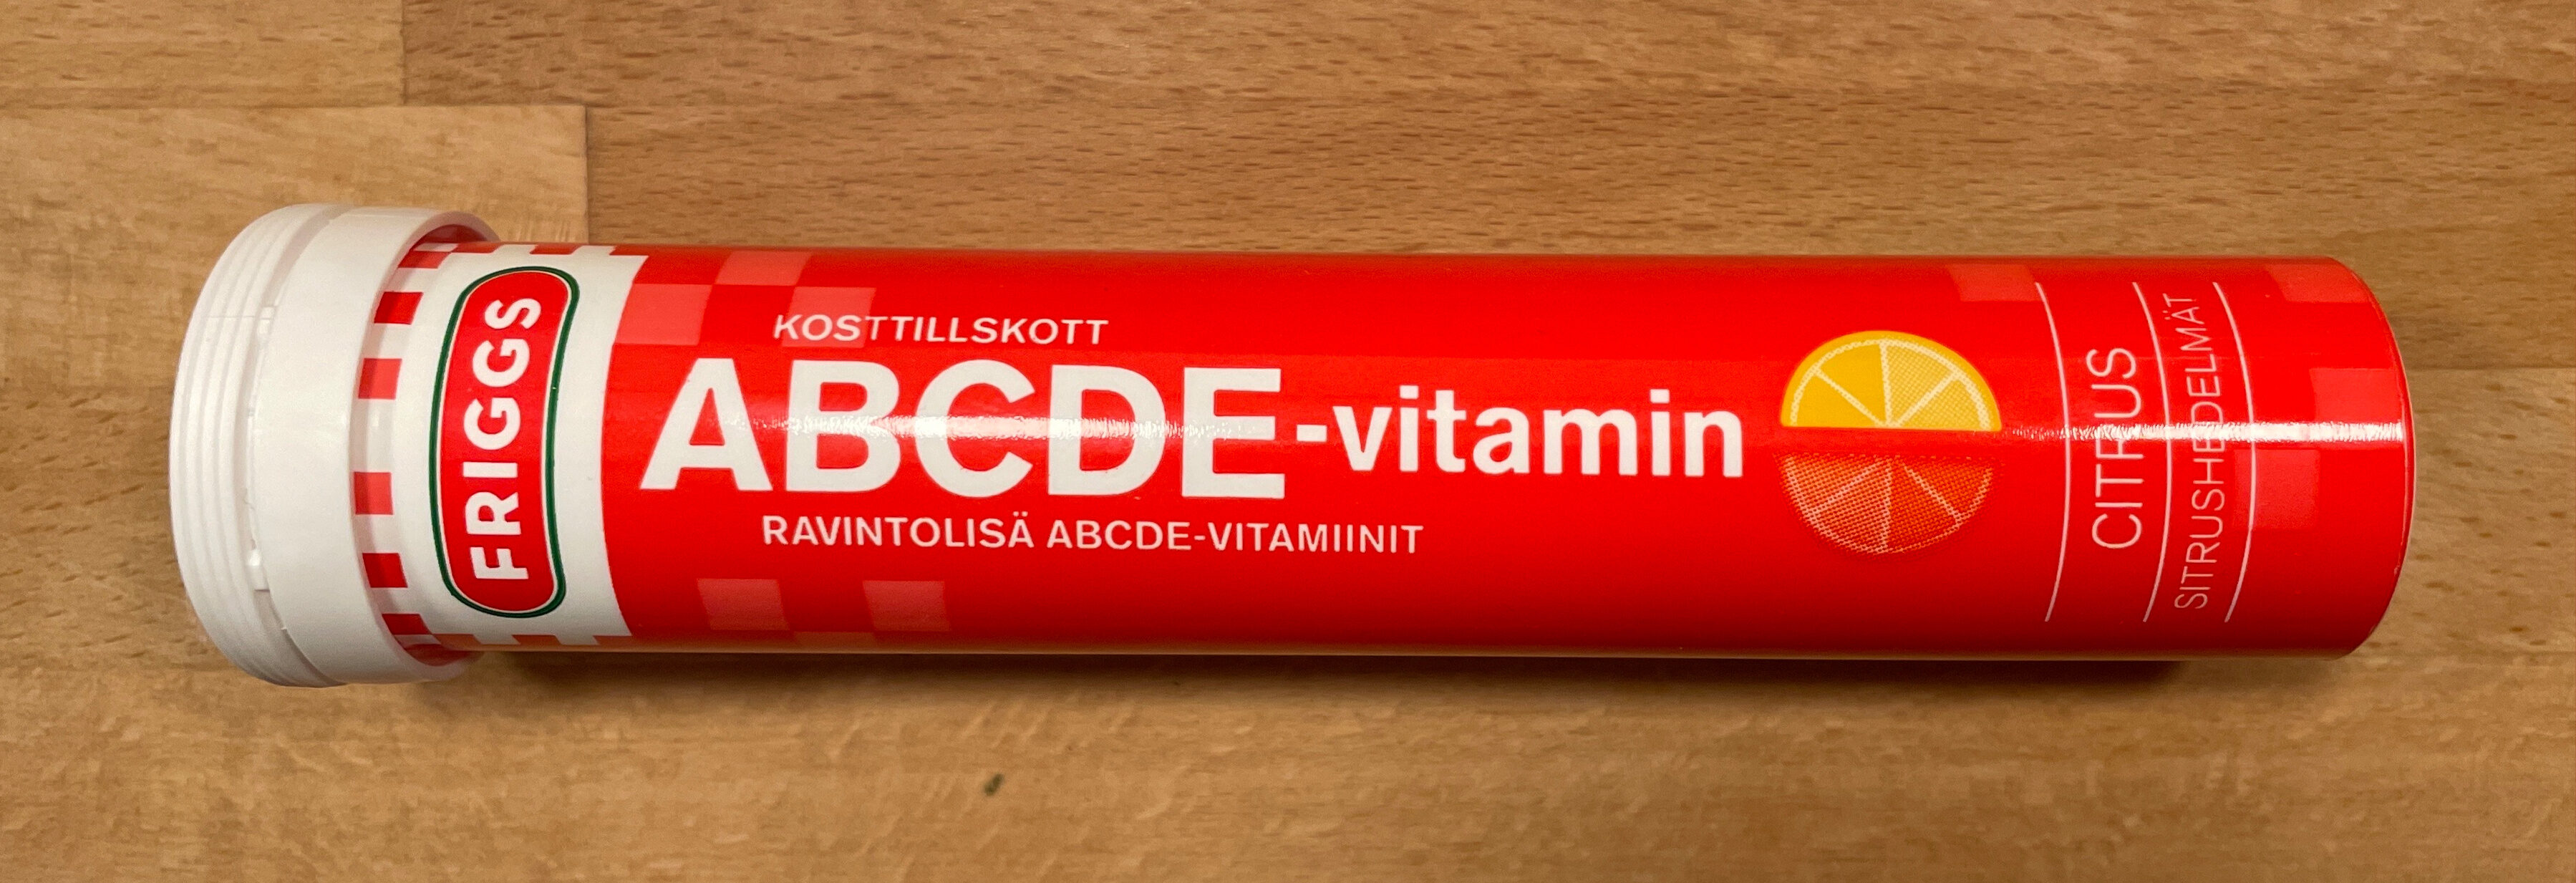 FRIGGS
KOSTTILLSKOTT
ABCDE-vitamin
RAVINTOLISÄ ABCDE-VITAMIINIT
CITRUS
SITRUSHEDELMÄT